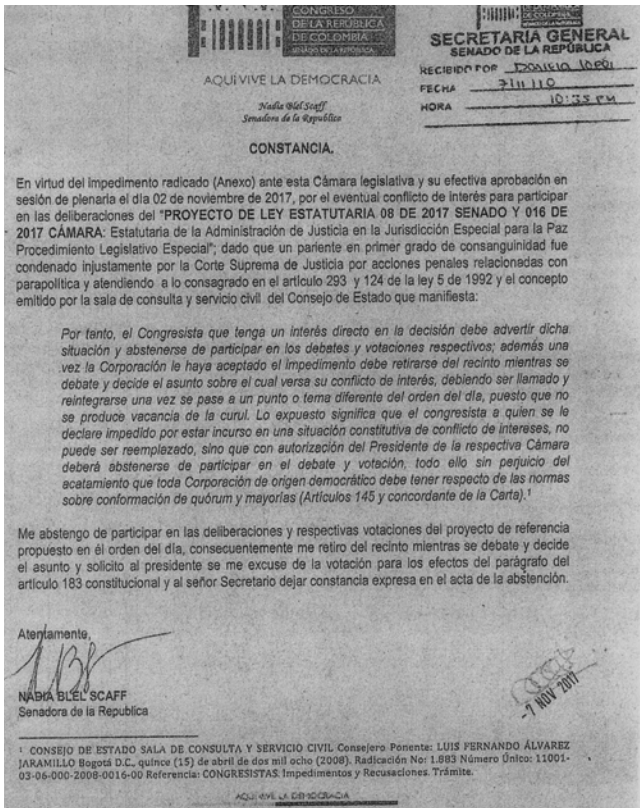 CONGRESO
DE LA REPÚBLICA
DE COLOMBIA
SENADO DE LA REPÚBLICA
AQUÍ VIVE LA DEMOCRACIA
Nadia Blel Scaff
Senadora de la Republica
SECRETARÍA GENERAL
SENADO DE LA REPÚBLICA
RECIBIDO POR
FECHA 7/11/10
HORA 10:35 PM
CONSTANCIA.
En virtud del impedimento radicado (Anexo) ante esta Cámara legislativa y su efectiva aprobación en
sesión de plenaria el día 02 de noviembre de 2017, por el eventual conflicto de interés para participar
en las deliberaciones del "PROYECTO DE LEY ESTATUTARIA 08 DE 2017 SENADO Y 016 DE
2017 CÁMARA: Estatutaria de la Administración de Justicia en la Jurisdicción Especial para la Paz
Procedimiento Legislativo Especial"; dado que un pariente en primer grado de consanguinidad fue
condenado injustamente por la Corte Suprema de Justicia por acciones penales relacionadas con
parapolítica y atendiendo a lo consagrado en el artículo 293 y 124 de la ley 5 de 1992 y el concepto
emitido por la sala de consulta y servicio civil del Consejo de Estado que manifiesta:
Por tanto, el Congresista que tenga un interés directo en la decisión debe advertir dicha
situación y abstenerse de participar en los debates y votaciones respectivos; además una
vez la Corporación le haya aceptado el impedimento debe retirarse del recinto mientras se
debate y decide el asunto sobre el cual versa su conflicto de interés, debiendo ser llamado y
reintegrarse una vez se pase a un punto o tema diferente del orden del día, puesto que no
se produce vacancia de la curul. Lo expuesto significa que el congresista a quien se le
declare impedido por estar incurso en una situación constitutiva de conflicto de intereses, no
puede ser reemplazado, sino que con autorización del Presidente de la respectiva Cámara
deberá abstenerse de participar en el debate y votación, todo ello sin perjuicio del
acatamiento que toda Corporación de origen democrático debe tener respecto de las normas
sobre conformación de quórum y mayorías (Artículos 145 y concordante de la Carta).¹
Me abstengo de participar en las deliberaciones y respectivas votaciones del proyecto de referencia
propuesto en él orden del día, consecuentemente me retiro del recinto mientras se debate y decide
el asunto y solicito al presidente se me excuse de la votación para los efectos del parágrafo del
artículo 183 constitucional y al señor Secretario dejar constancia expresa en el acta de la abstención.
Atentamente,
NADIA BLEL SCAFF
Senadora de la Republica
- 7 NOV 2017
¹ CONSEJO DE ESTADO SALA DE CONSULTA Y SERVICIO CIVIL Consejero Ponente: LUIS FERNANDO ÁLVAREZ
JARAMILLO Bogotá D.C., quince (15) de abril de dos mil ocho (2008). Radicación No: 1.883 Número Único: 11001-
03-06-000-2008-0016-00 Referencia: CONGRESISTAS. Impedimentos y Recusaciones. Trámite.
AQUÍ VIVE LA DEMOCRACIA